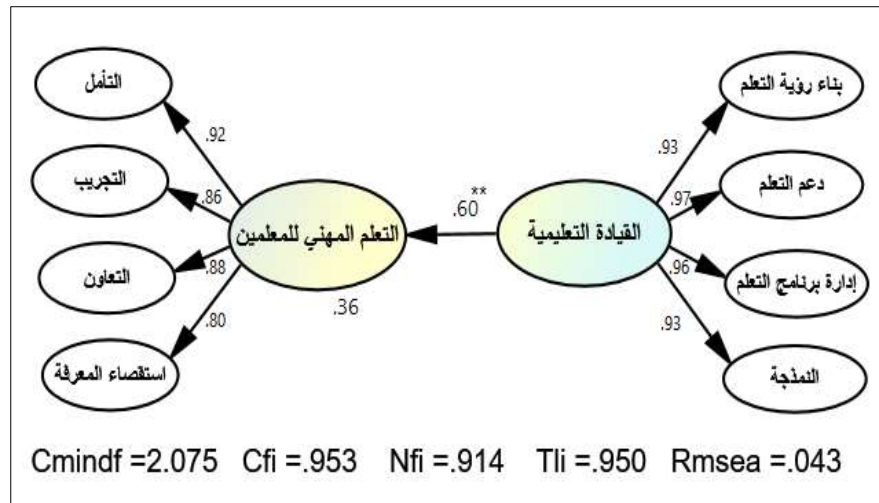 بناء رؤية التعلم
دعم التعلم
إدارة برنامج التعلم
النمذجة
.93
.97
.96
.93
القيادة التعليمية
.60**
التعلم المهني للمعلمين
.36
.92
.86
.88
.80
التأمل
التجريب
التعاون
استقصاء المعرفة
Cmindf =2.075 Cfi =.953 Nfi =.914 Tli =.950 Rmsea =.043